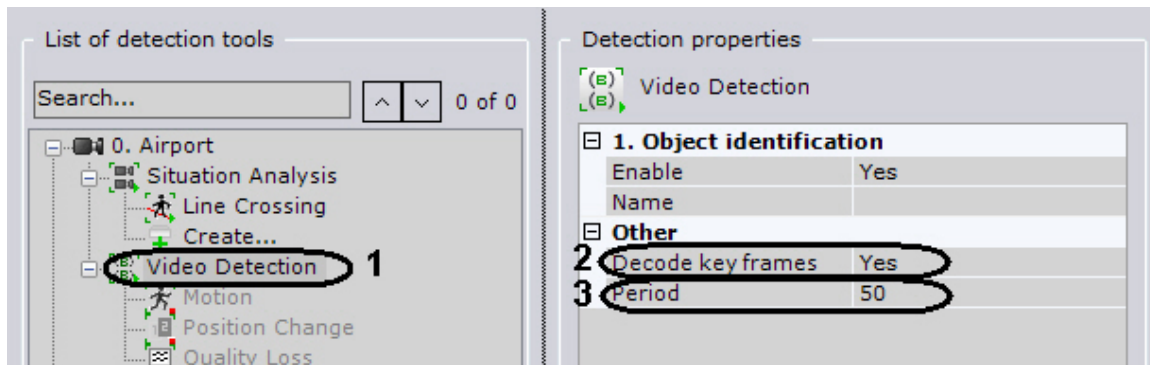 List of detection tools
Search...
0 of 0
0. Airport
Situation Analysis
Line Crossing
Create...
Video Detection
1
Motion
Position Change
Quality Loss
Detection properties
Video Detection
1. Object identification
Enable Yes
Name
Other
2 Decode key frames Yes
3 Period 50